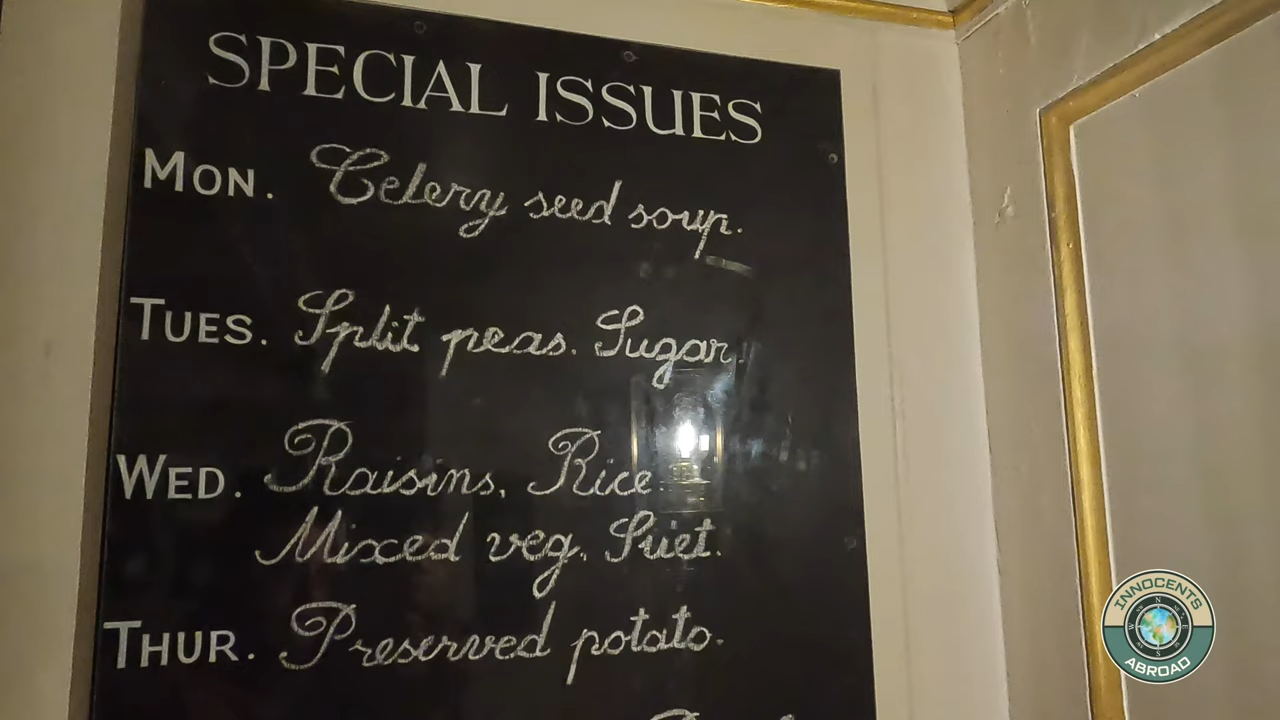 SPECIAL ISSUES
MON. Celery seed soup.
TUES. Split peas. Sugar.
WED. Raisins. Rice.
Mixed veg. Suet.
THUR. Preserved potato.
INNOCENTS
ABROAD